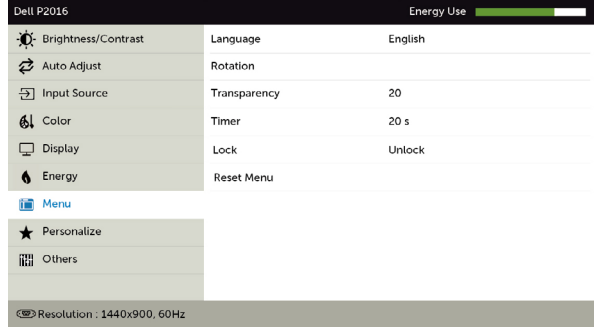 Dell P2016 Energy Use
Brightness/Contrast Language English
Auto Adjust Rotation
Input Source Transparency 20
Color Timer 20 s
Display Lock Unlock
Energy Reset Menu
Menu
Personalize
Others
Resolution : 1440x900, 60Hz